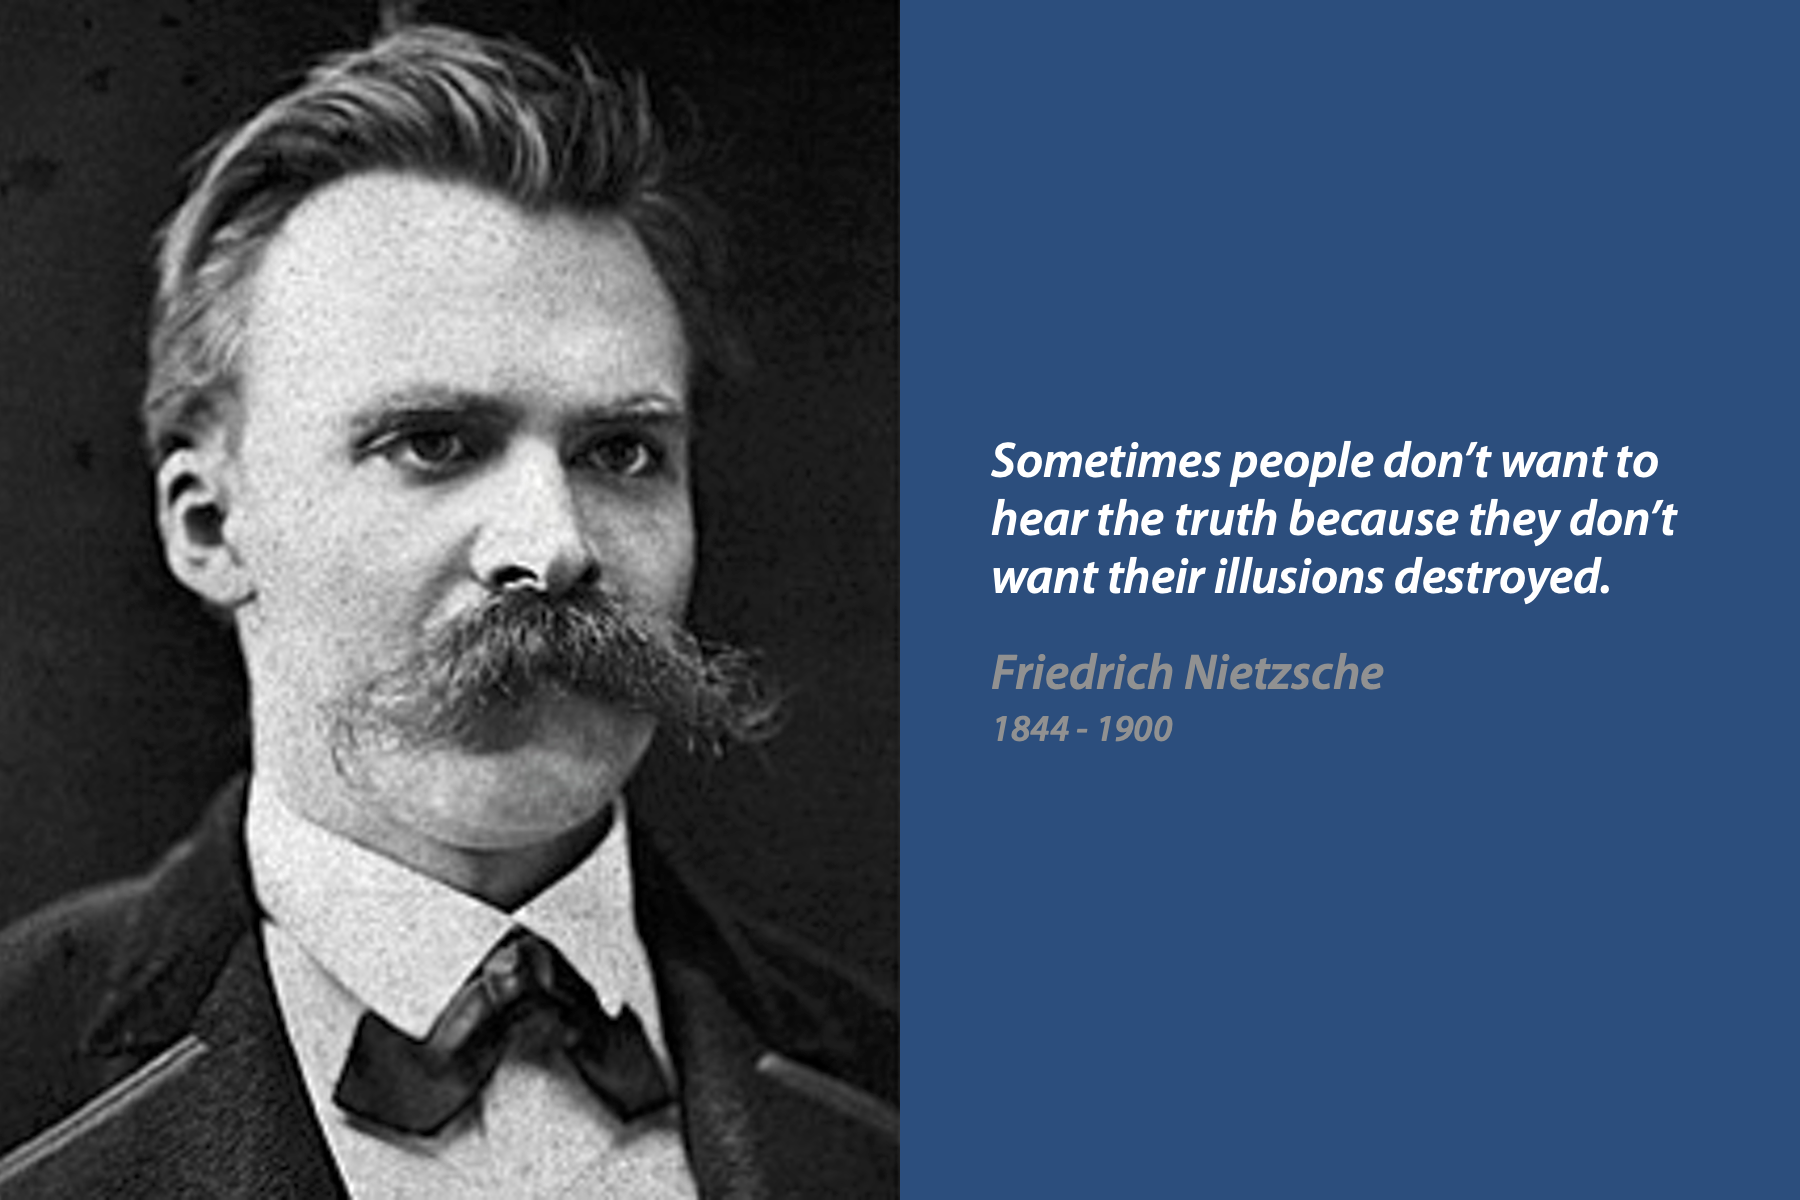 Sometimes people don’t want to
hear the truth because they don’t
want their illusions destroyed.
Friedrich Nietzsche
1844 - 1900